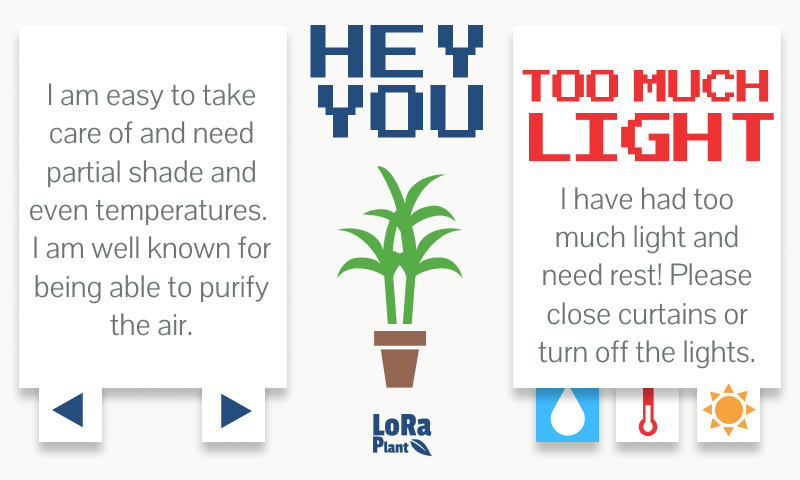 I am easy to take
care of and need
partial shade and
even temperatures.
I am well known for
being able to purify
the air.
HEY
YOU
LoRa
Plant
TOO MUCH
LIGHT
I have had too
much light and
need rest! Please
close curtains or
turn off the lights.